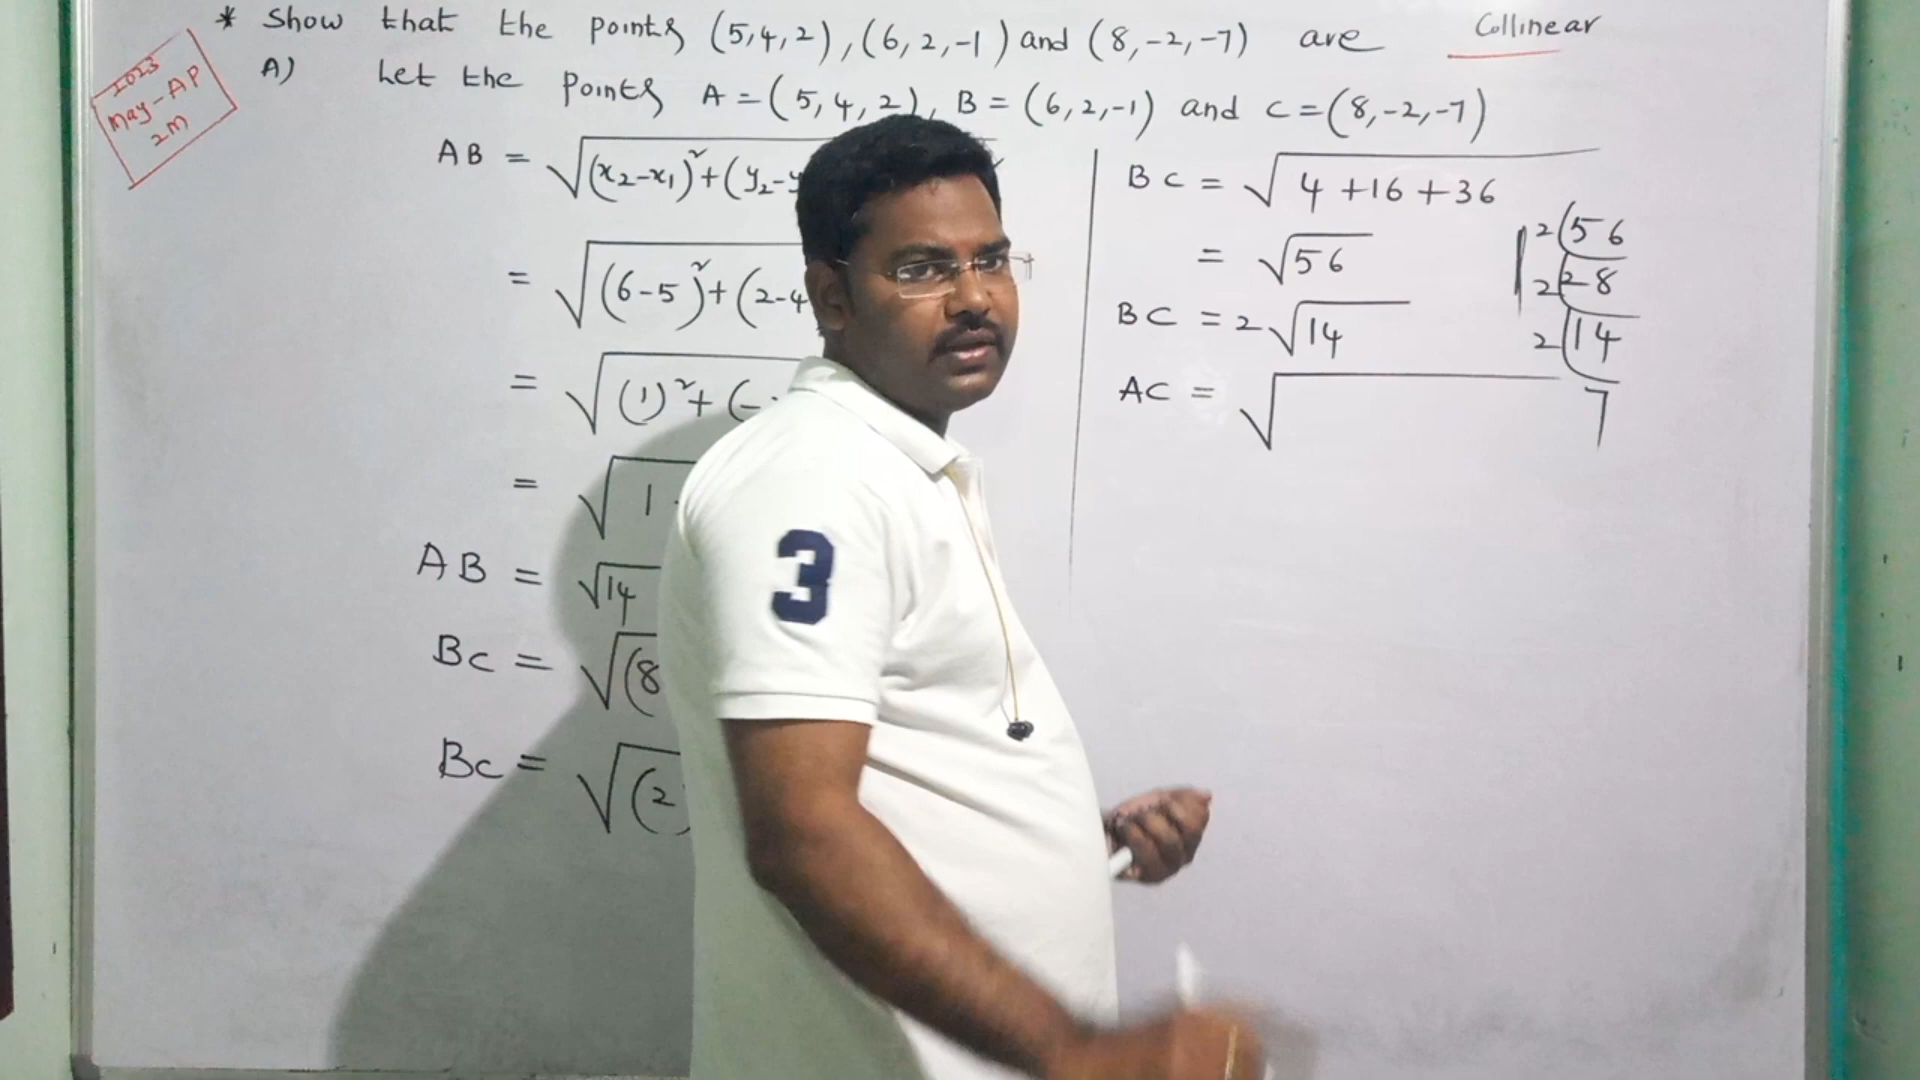 * Show that the points (5,4,2),(6,2,-1) and (8,-2,-7) are Collinear
2023
May-AP
2M
A) Let the points A=(5,4,2), B=(6,2,-1) and C=(8,-2,-7)
AB = √(x₂-x₁)²+(y₂-y
= √(6-5)²+(2-4
= √(1)²+(-
= √1
AB = √14
BC = √(8
BC = √(2
BC = √4+16+36
= √56
BC = 2√14
AC = √
2(56
2(28
2(14
7
3